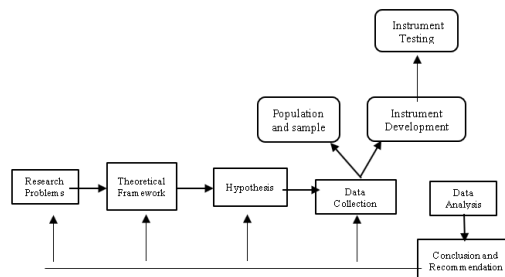 Instrument
Testing
Population
and sample
Instrument
Development
Research
Problems
Theoretical
Framework
Hypothesis
Data
Collection
Data
Analysis
Conclusion and
Recommendation